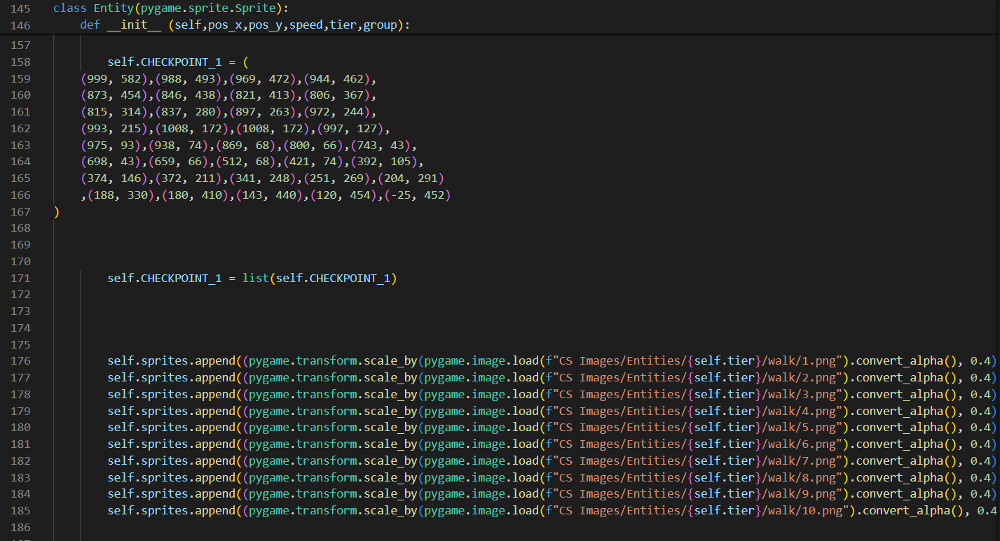 145 class Entity(pygame.sprite.Sprite):
146 def __init__ (self,pos_x,pos_y,speed,tier,group):
157
158 self.CHECKPOINT_1 = (
159 (999, 582),(988, 493),(969, 472),(944, 462),
160 (873, 454),(846, 438),(821, 413),(806, 367),
161 (815, 314),(837, 280),(897, 263),(972, 244),
162 (993, 215),(1008, 172),(1008, 172),(997, 127),
163 (975, 93),(938, 74),(869, 68),(800, 66),(743, 43),
164 (698, 43),(659, 66),(512, 68),(421, 74),(392, 105),
165 (374, 146),(372, 211),(341, 248),(251, 269),(204, 291)
166 ,(188, 330),(180, 410),(143, 440),(120, 454),(-25, 452)
167 )
168
169
170
171 self.CHECKPOINT_1 = list(self.CHECKPOINT_1)
172
173
174
175
176 self.sprites.append((pygame.transform.scale_by(pygame.image.load(f"CS Images/Entities/{self.tier}/walk/1.png").convert_alpha(), 0.4)
177 self.sprites.append((pygame.transform.scale_by(pygame.image.load(f"CS Images/Entities/{self.tier}/walk/2.png").convert_alpha(), 0.4)
178 self.sprites.append((pygame.transform.scale_by(pygame.image.load(f"CS Images/Entities/{self.tier}/walk/3.png").convert_alpha(), 0.4)
179 self.sprites.append((pygame.transform.scale_by(pygame.image.load(f"CS Images/Entities/{self.tier}/walk/4.png").convert_alpha(), 0.4)
180 self.sprites.append((pygame.transform.scale_by(pygame.image.load(f"CS Images/Entities/{self.tier}/walk/5.png").convert_alpha(), 0.4)
181 self.sprites.append((pygame.transform.scale_by(pygame.image.load(f"CS Images/Entities/{self.tier}/walk/6.png").convert_alpha(), 0.4)
182 self.sprites.append((pygame.transform.scale_by(pygame.image.load(f"CS Images/Entities/{self.tier}/walk/7.png").convert_alpha(), 0.4)
183 self.sprites.append((pygame.transform.scale_by(pygame.image.load(f"CS Images/Entities/{self.tier}/walk/8.png").convert_alpha(), 0.4)
184 self.sprites.append((pygame.transform.scale_by(pygame.image.load(f"CS Images/Entities/{self.tier}/walk/9.png").convert_alpha(), 0.4)
185 self.sprites.append((pygame.transform.scale_by(pygame.image.load(f"CS Images/Entities/{self.tier}/walk/10.png").convert_alpha(), 0.4
186